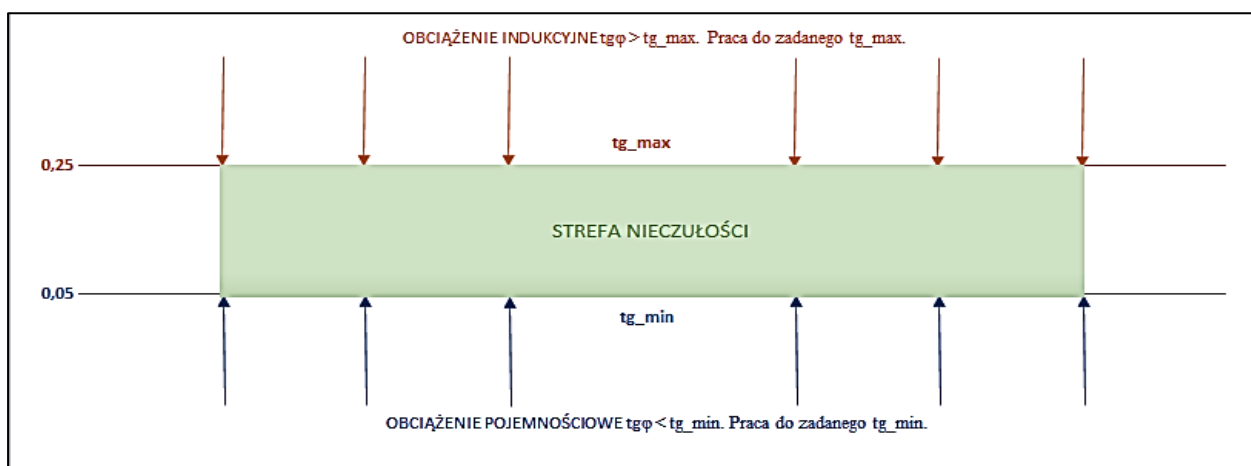 OBCIĄŻENIE INDUKCYJNE tgφ > tg_max. Praca do zadanego tg_max.
tg_max
0,25
STREFA NIECZUŁOŚCI
0,05
tg_min
OBCIĄŻENIE POJEMNOŚCIOWE tgφ < tg_min. Praca do zadanego tg_min.